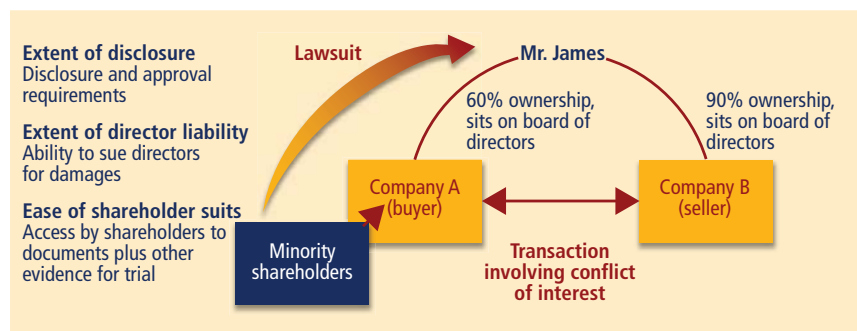 Extent of disclosure
Disclosure and approval
requirements
Extent of director liability
Ability to sue directors
for damages
Ease of shareholder suits
Access by shareholders to
documents plus other
evidence for trial
Lawsuit
Mr. James
60% ownership,
sits on board of
directors
90% ownership,
sits on board of
directors
Company A
(buyer)
Company B
(seller)
Minority
shareholders
Transaction
involving conflict
of interest